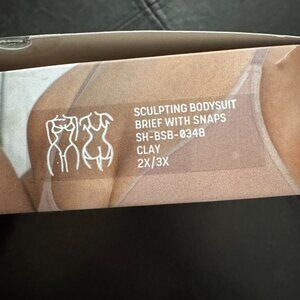 SCULPTING BODYSUIT
BRIEF WITH SNAPS
SH-BSB-0348
CLAY
2X/3X